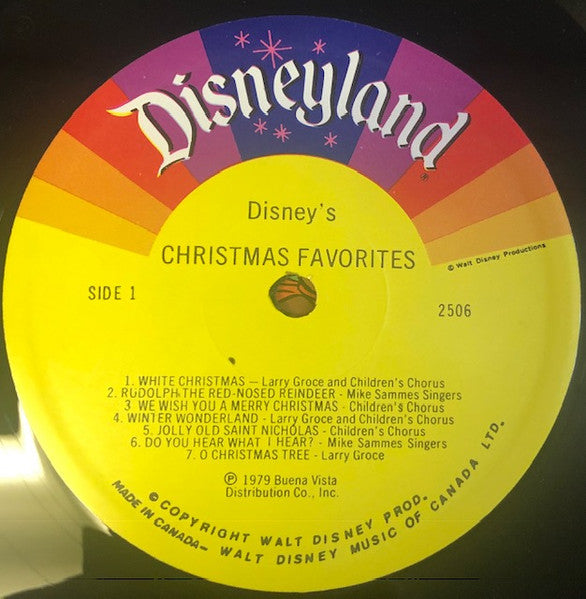 Disneyland®
Disney's
CHRISTMAS FAVORITES
© Walt Disney Productions
SIDE 1
2506
1. WHITE CHRISTMAS – Larry Groce and Children's Chorus
2. RUDOLPH THE RED-NOSED REINDEER - Mike Sammes Singers
3 WE WISH YOU A MERRY CHRISTMAS - Children's Chorus
4. WINTER WONDERLAND - Larry Groce and Children's Chorus
5. JOLLY OLD SAINT NICHOLAS - Children's Chorus
6. DO YOU HEAR WHAT I HEAR? - Mike Sammes Singers
7. O CHRISTMAS TREE - Larry Groce
℗ 1979 Buena Vista
Distribution Co., Inc.
© COPYRIGHT WALT DISNEY PROD.
MADE IN CANADA – WALT DISNEY MUSIC OF CANADA LTD.